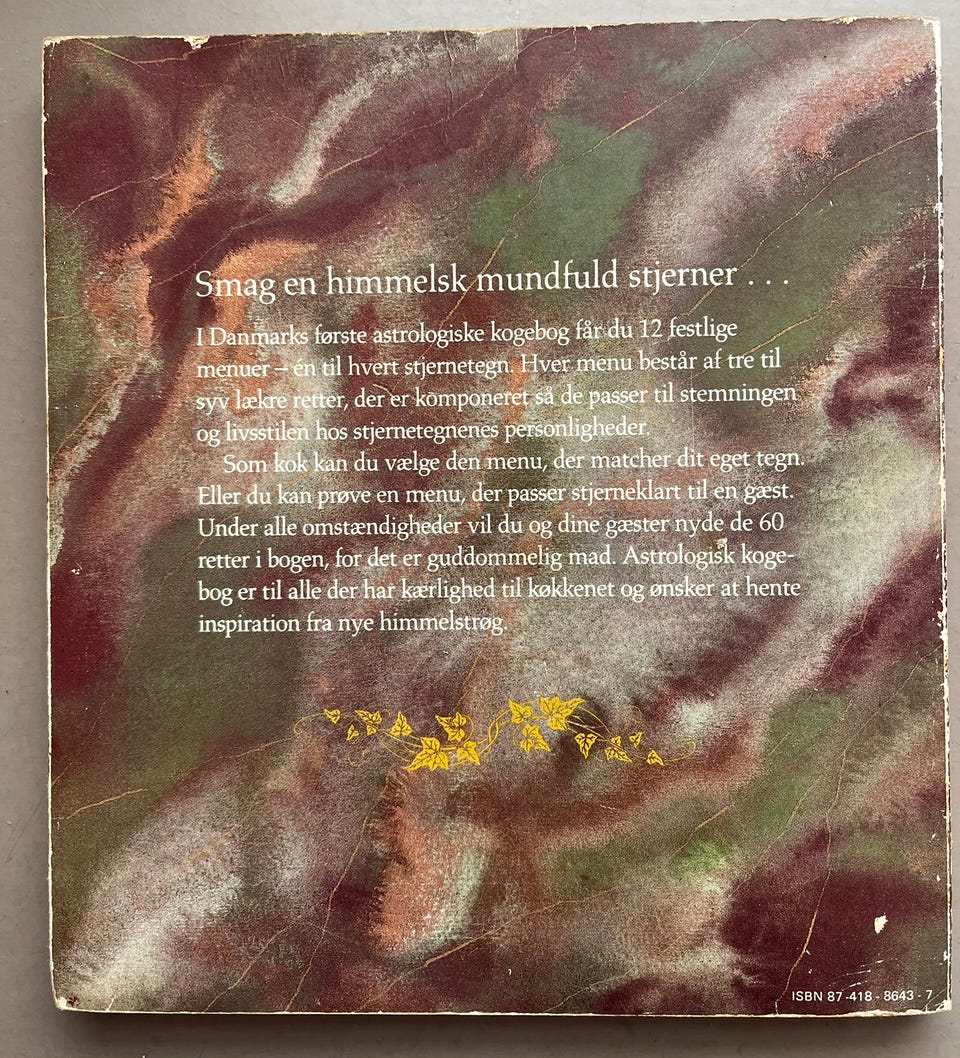 Smag en himmelsk mundfuld stjerner . . .
I Danmarks første astrologiske kogebog får du 12 festlige
menuer – én til hvert stjernetegn. Hver menu består af tre til
syv lækre retter, der er komponeret så de passer til stemningen
og livsstilen hos stjernetegnenes personligheder.
Som kok kan du vælge den menu, der matcher dit eget tegn.
Eller du kan prøve en menu, der passer stjerneklart til en gæst.
Under alle omstændigheder vil du og dine gæster nyde de 60
retter i bogen, for det er guddommelig mad. Astrologisk koge-
bog er til alle der har kærlighed til køkkenet og ønsker at hente
inspiration fra nye himmelstrøg.
ISBN 87-418-8643-7